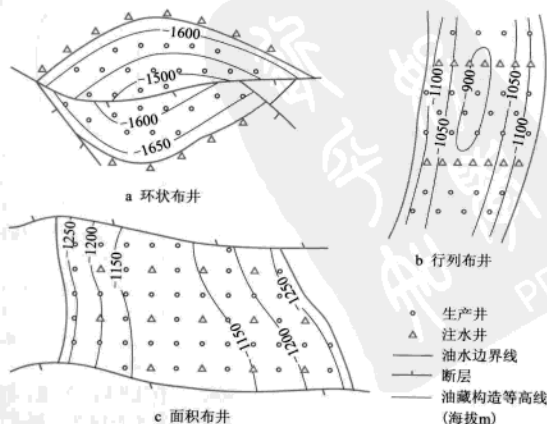 -1600
-1500
-1600
-1650
a 环状布井
-1100
-900
-1050
-1050
-1100
b 行列布井
-1250
-1200
-1150
-1150
-1200
-1250
c 面积布井
生产井
注水井
油水边界线
断层
油藏构造等高线
(海拔m)